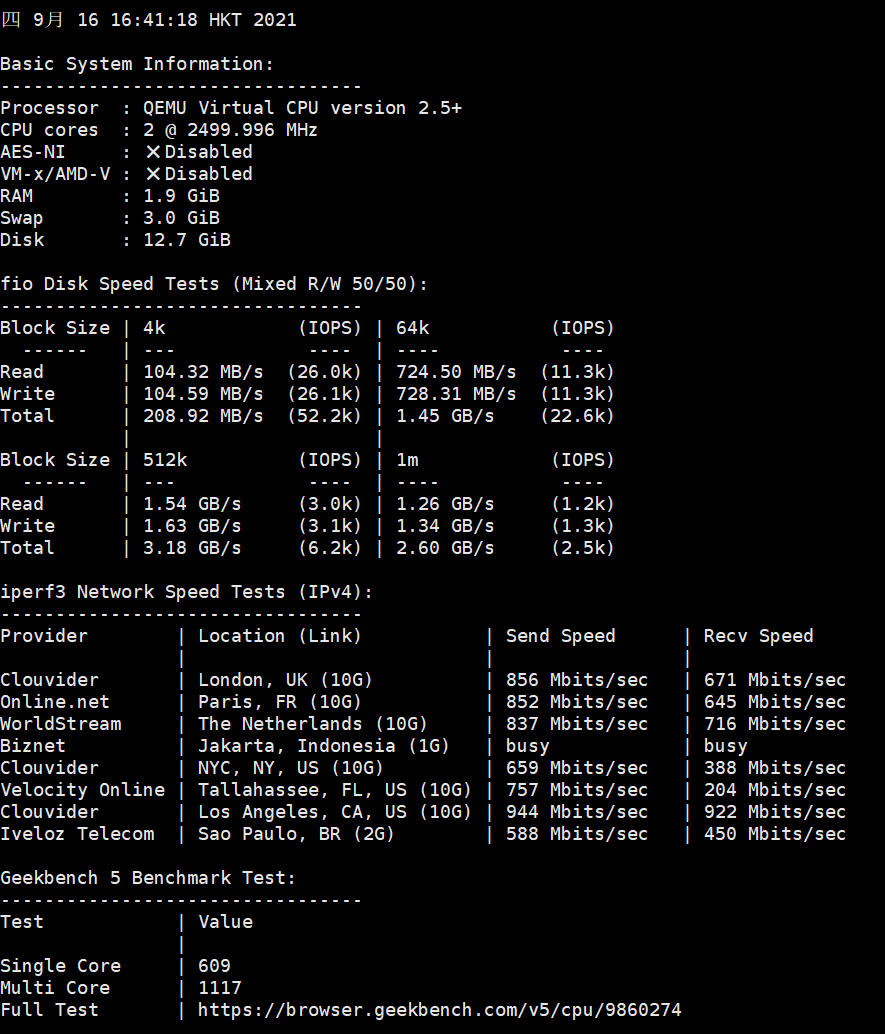 四 9月 16 16:41:18 HKT 2021

Basic System Information:
---------------------------------
Processor  : QEMU Virtual CPU version 2.5+
CPU cores  : 2 @ 2499.996 MHz
AES-NI     : ❌Disabled
VM-x/AMD-V : ❌Disabled
RAM        : 1.9 GiB
Swap       : 3.0 GiB
Disk       : 12.7 GiB

fio Disk Speed Tests (Mixed R/W 50/50):
---------------------------------
Block Size | 4k            (IOPS) | 64k           (IOPS)
  ------   | ---            ----  | ----           ---- 
Read       | 104.32 MB/s  (26.0k) | 724.50 MB/s  (11.3k)
Write      | 104.59 MB/s  (26.1k) | 728.31 MB/s  (11.3k)
Total      | 208.92 MB/s  (52.2k) | 1.45 GB/s    (22.6k)
           |                      |
Block Size | 512k          (IOPS) | 1m            (IOPS)
  ------   | ---            ----  | ----           ---- 
Read       | 1.54 GB/s     (3.0k) | 1.26 GB/s     (1.2k)
Write      | 1.63 GB/s     (3.1k) | 1.34 GB/s     (1.3k)
Total      | 3.18 GB/s     (6.2k) | 2.60 GB/s     (2.5k)

iperf3 Network Speed Tests (IPv4):
---------------------------------
Provider        | Location (Link)           | Send Speed      | Recv Speed
                |                           |                 |
Clouvider       | London, UK (10G)          | 856 Mbits/sec   | 671 Mbits/sec
Online.net      | Paris, FR (10G)           | 852 Mbits/sec   | 645 Mbits/sec
WorldStream     | The Netherlands (10G)     | 837 Mbits/sec   | 716 Mbits/sec
Biznet          | Jakarta, Indonesia (1G)   | busy            | busy
Clouvider       | NYC, NY, US (10G)         | 659 Mbits/sec   | 388 Mbits/sec
Velocity Online | Tallahassee, FL, US (10G) | 757 Mbits/sec   | 204 Mbits/sec
Clouvider       | Los Angeles, CA, US (10G) | 944 Mbits/sec   | 922 Mbits/sec
Iveloz Telecom  | Sao Paulo, BR (2G)        | 588 Mbits/sec   | 450 Mbits/sec

Geekbench 5 Benchmark Test:
---------------------------------
Test            | Value
                |
Single Core     | 609
Multi Core      | 1117
Full Test       | https://browser.geekbench.com/v5/cpu/9860274